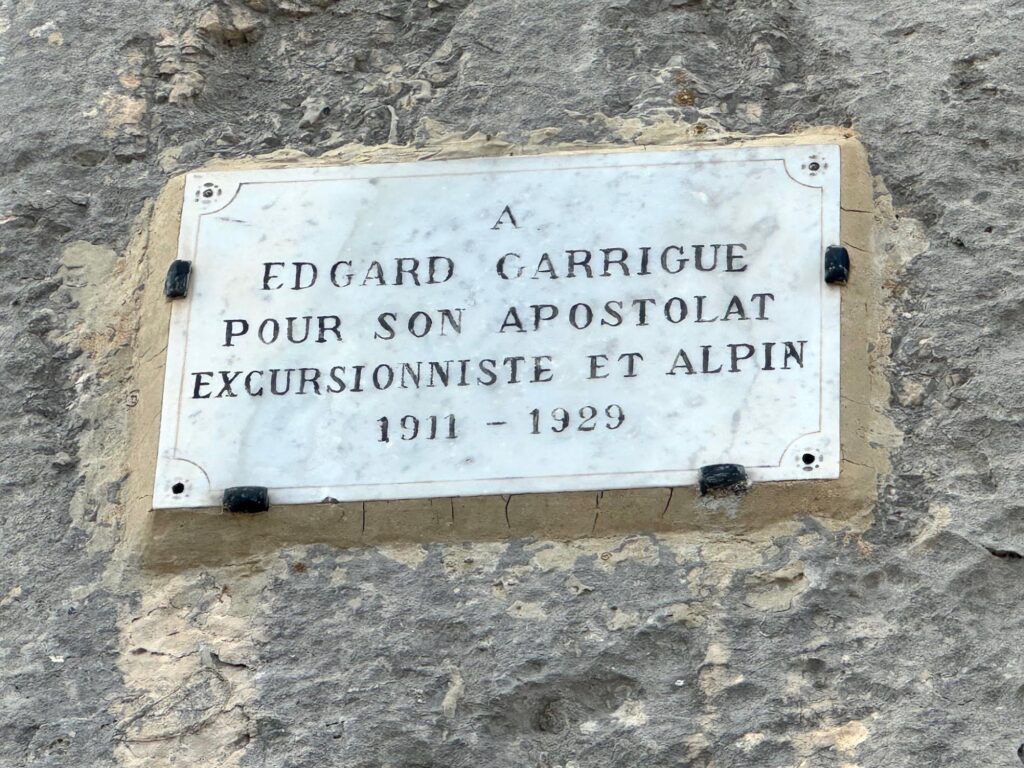 A
EDGARD GARRIGUE
POUR SON APOSTOLAT
EXCURSIONNISTE ET ALPIN
1911 - 1929